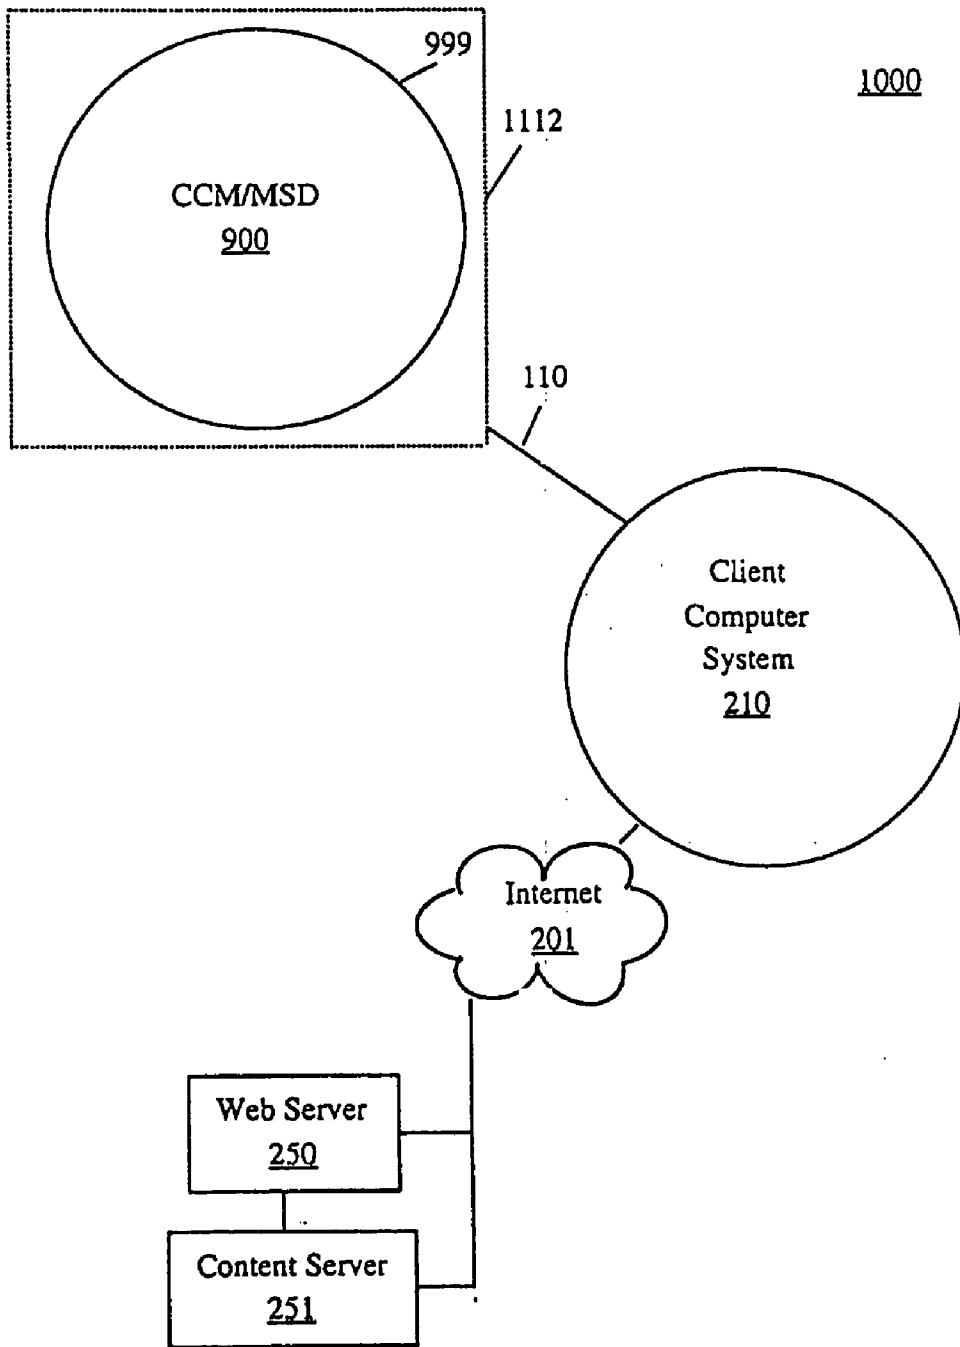 999
1000
1112
CCM/MSD
900
110
Client
Computer
System
210
Internet
201
Web Server
250
Content Server
251